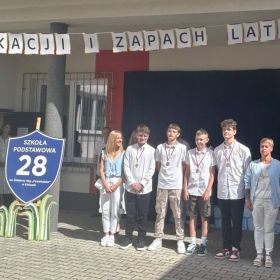 KACJI I ZAPACH LAT
SZKOŁA
PODSTAWOWA
28